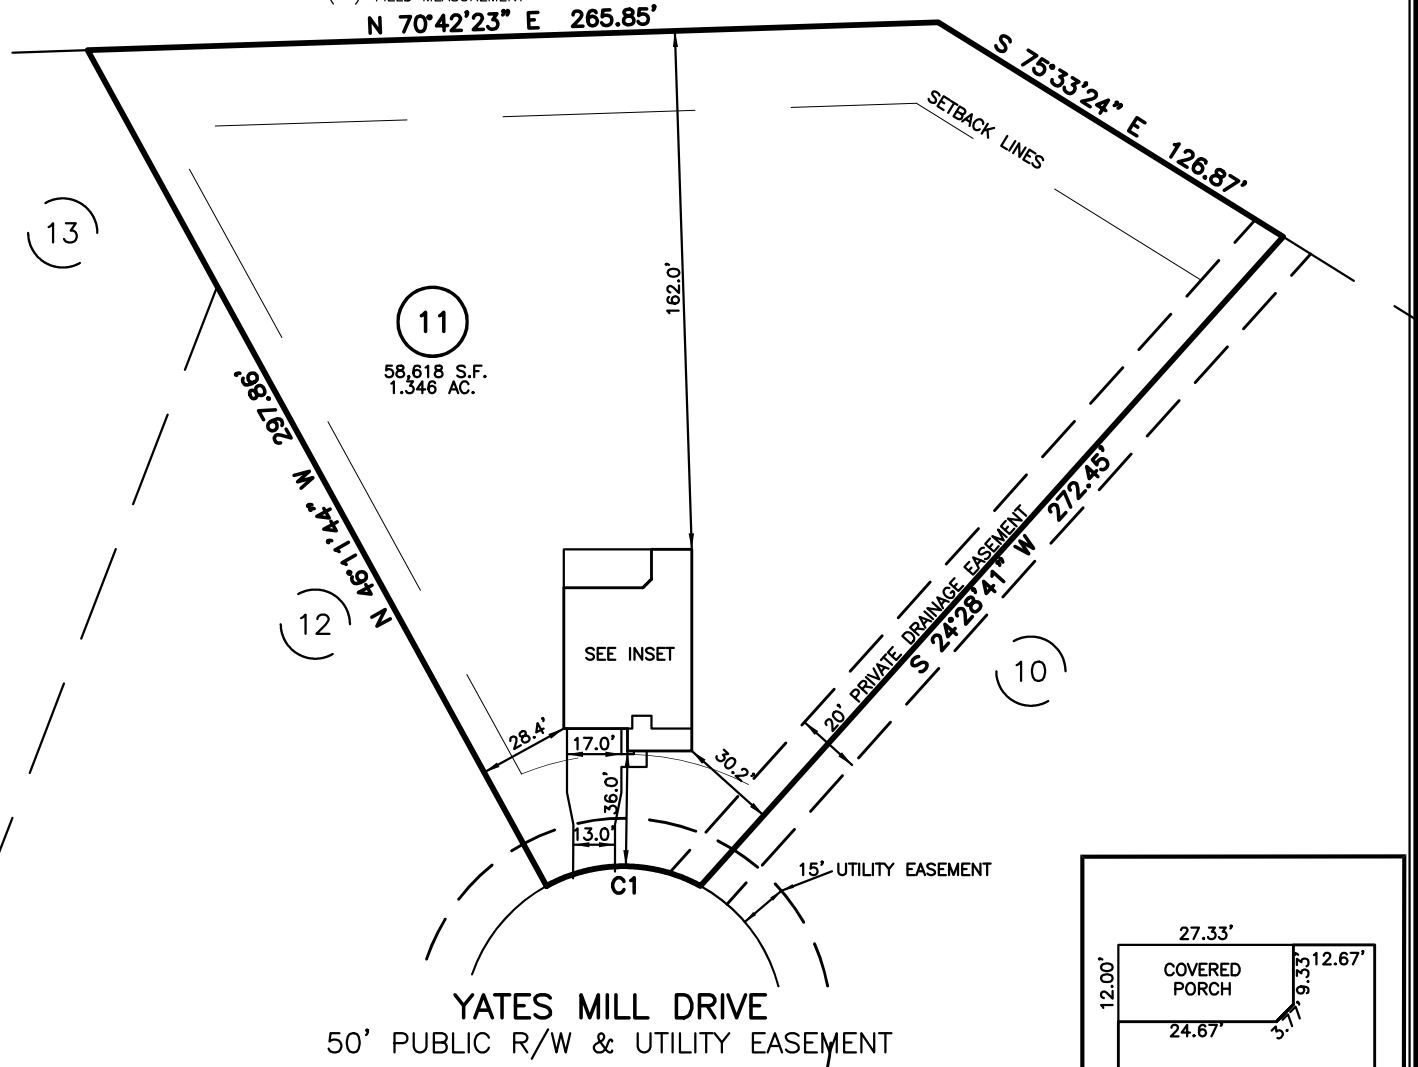 N 70°42'23" E 265.85'
S 75°33'24" E 126.87'
SETBACK LINES
13
162.0'
11
58,618 S.F.
1.346 AC.
N 46°11'44" W 297.86'
12
SEE INSET
20' PRIVATE DRAINAGE EASEMENT
S 24°28'41" W 272.45'
10
28.4'
17.0'
30.2'
36.0'
13.0'
C1
15' UTILITY EASEMENT
YATES MILL DRIVE
50' PUBLIC R/W & UTILITY EASEMENT
27.33'
12.00'
COVERED
PORCH
9.33'
12.67'
24.67'
3.77'